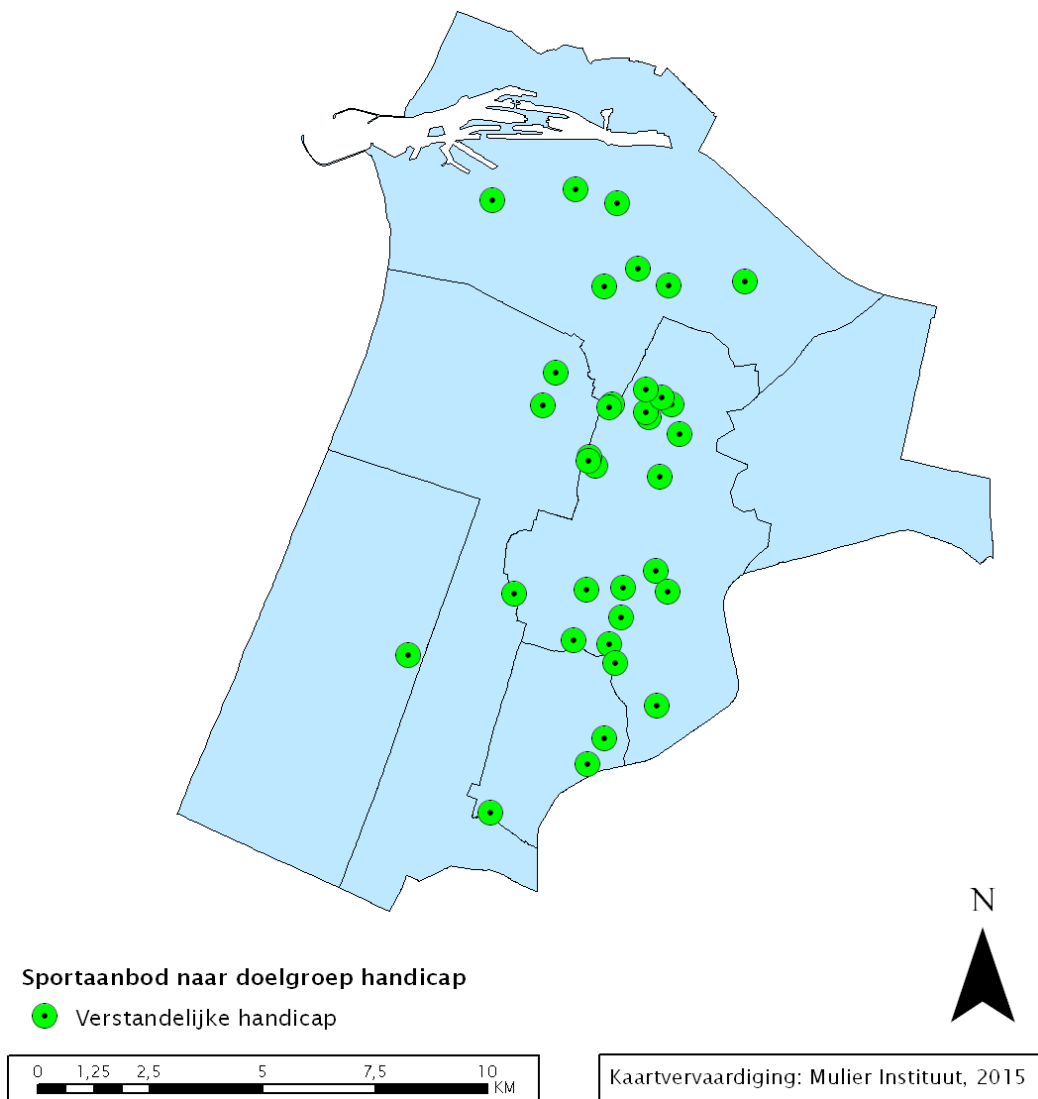 N
Sportaanbod naar doelgroep handicap
Verstandelijke handicap
0 1,25 2,5 5 7,5 10
KM
Kaartvervaardiging: Mulier Instituut, 2015